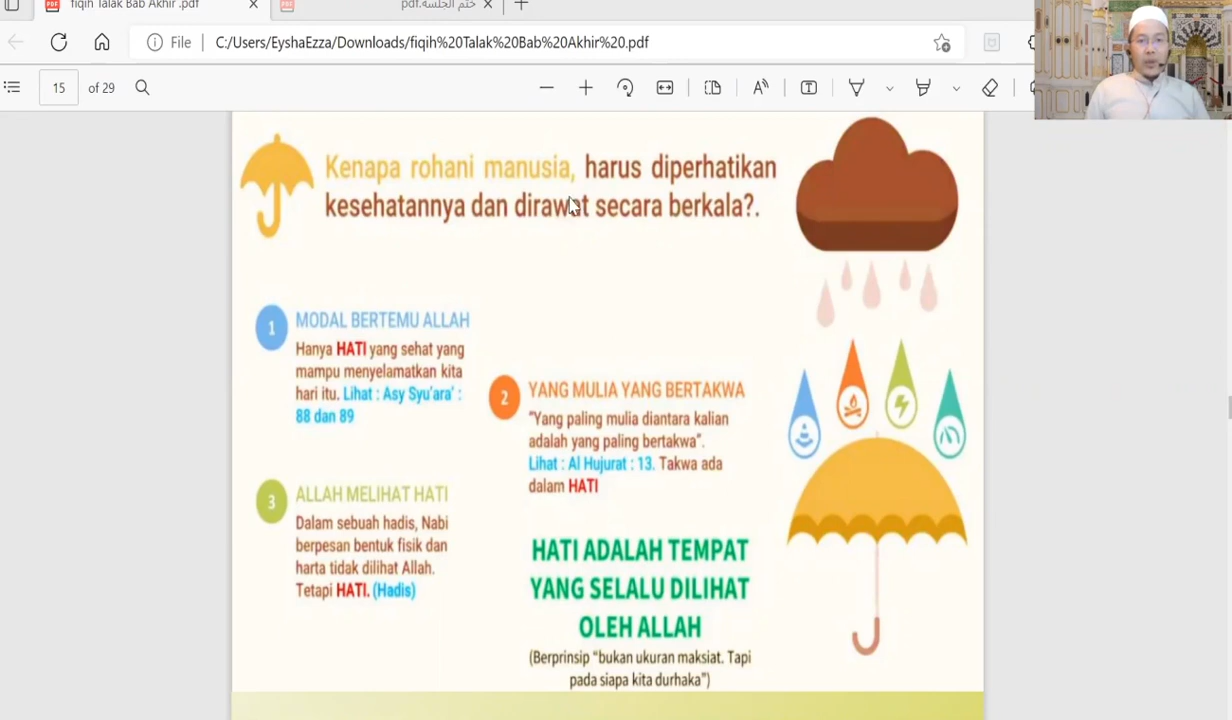 fiqih Talak Bab Akhir .pdf
ختم الجلسة.pdf
File
C:/Users/EyshaEzza/Downloads/fiqih%20Talak%20Bab%20Akhir%20.pdf
15 of 29
Kenapa rohani manusia, harus diperhatikan
kesehatannya dan dirawat secara berkala?.
1
MODAL BERTEMU ALLAH
Hanya HATI yang sehat yang
mampu menyelamatkan kita
hari itu. Lihat : Asy Syu'ara' :
88 dan 89
2
YANG MULIA YANG BERTAKWA
"Yang paling mulia diantara kalian
adalah yang paling bertakwa".
Lihat : Al Hujurat : 13. Takwa ada
dalam HATI
3
ALLAH MELIHAT HATI
Dalam sebuah hadis, Nabi
berpesan bentuk fisik dan
harta tidak dilihat Allah.
Tetapi HATI. (Hadis)
HATI ADALAH TEMPAT
YANG SELALU DILIHAT
OLEH ALLAH
(Berprinsip "bukan ukuran maksiat. Tapi
pada siapa kita durhaka")